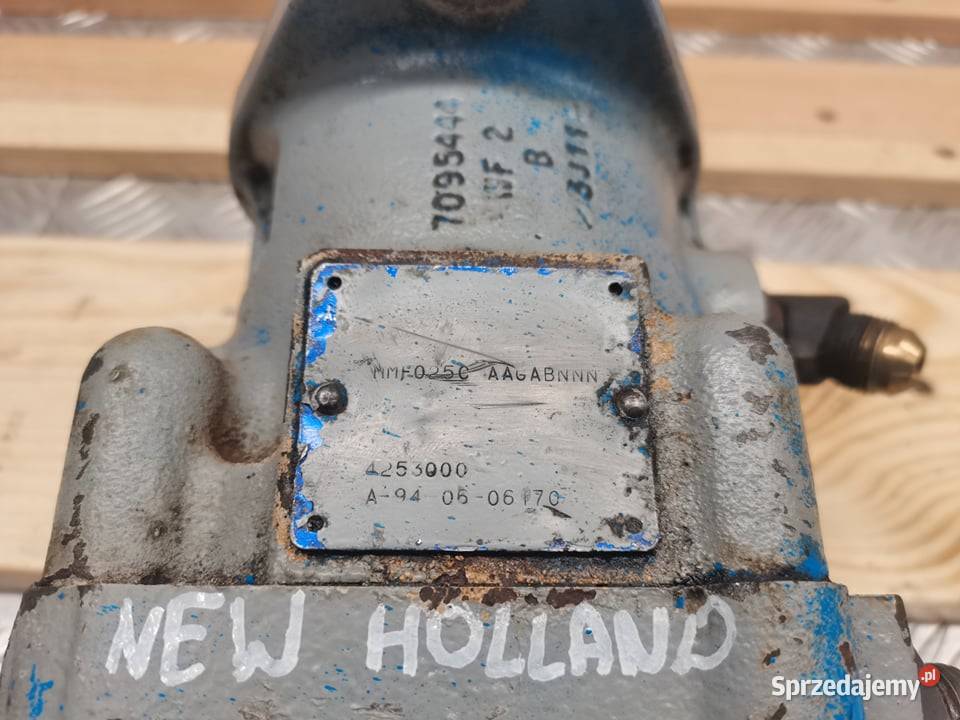 7095444
WF 2
B
MMF025C AAGABNNN
4253000
A-94 05-06170
NEW HOLLAND
Sprzedajemy.pl